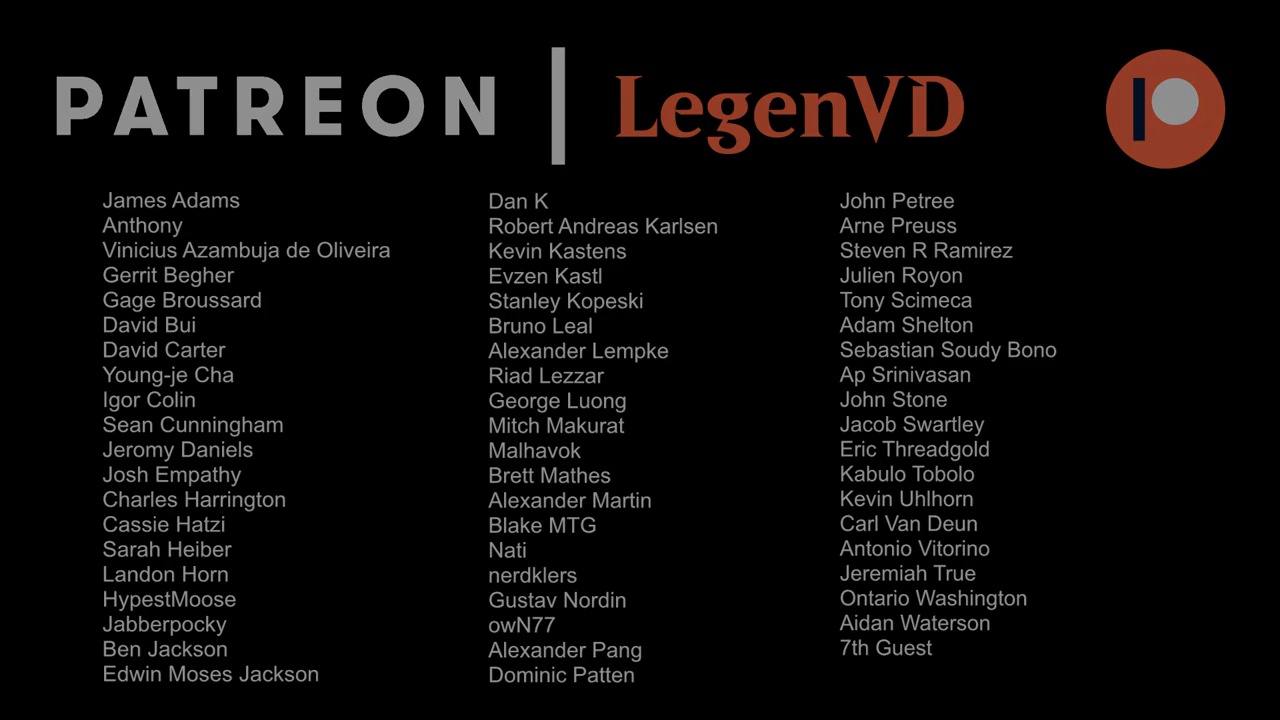 PATREON | LegenVD
James Adams
Anthony
Vinicius Azambuja de Oliveira
Gerrit Begher
Gage Broussard
David Bui
David Carter
Young-je Cha
Igor Colin
Sean Cunningham
Jeromy Daniels
Josh Empathy
Charles Harrington
Cassie Hatzi
Sarah Heiber
Landon Horn
HypestMoose
Jabberpocky
Ben Jackson
Edwin Moses Jackson
Dan K
Robert Andreas Karlsen
Kevin Kastens
Evzen Kastl
Stanley Kopeski
Bruno Leal
Alexander Lempke
Riad Lezzar
George Luong
Mitch Makurat
Malhavok
Brett Mathes
Alexander Martin
Blake MTG
Nati
nerdklers
Gustav Nordin
owN77
Alexander Pang
Dominic Patten
John Petree
Arne Preuss
Steven R Ramirez
Julien Royon
Tony Scimeca
Adam Shelton
Sebastian Soudy Bono
Ap Srinivasan
John Stone
Jacob Swartley
Eric Threadgold
Kabulo Tobolo
Kevin Uhlhorn
Carl Van Deun
Antonio Vitorino
Jeremiah True
Ontario Washington
Aidan Waterson
7th Guest